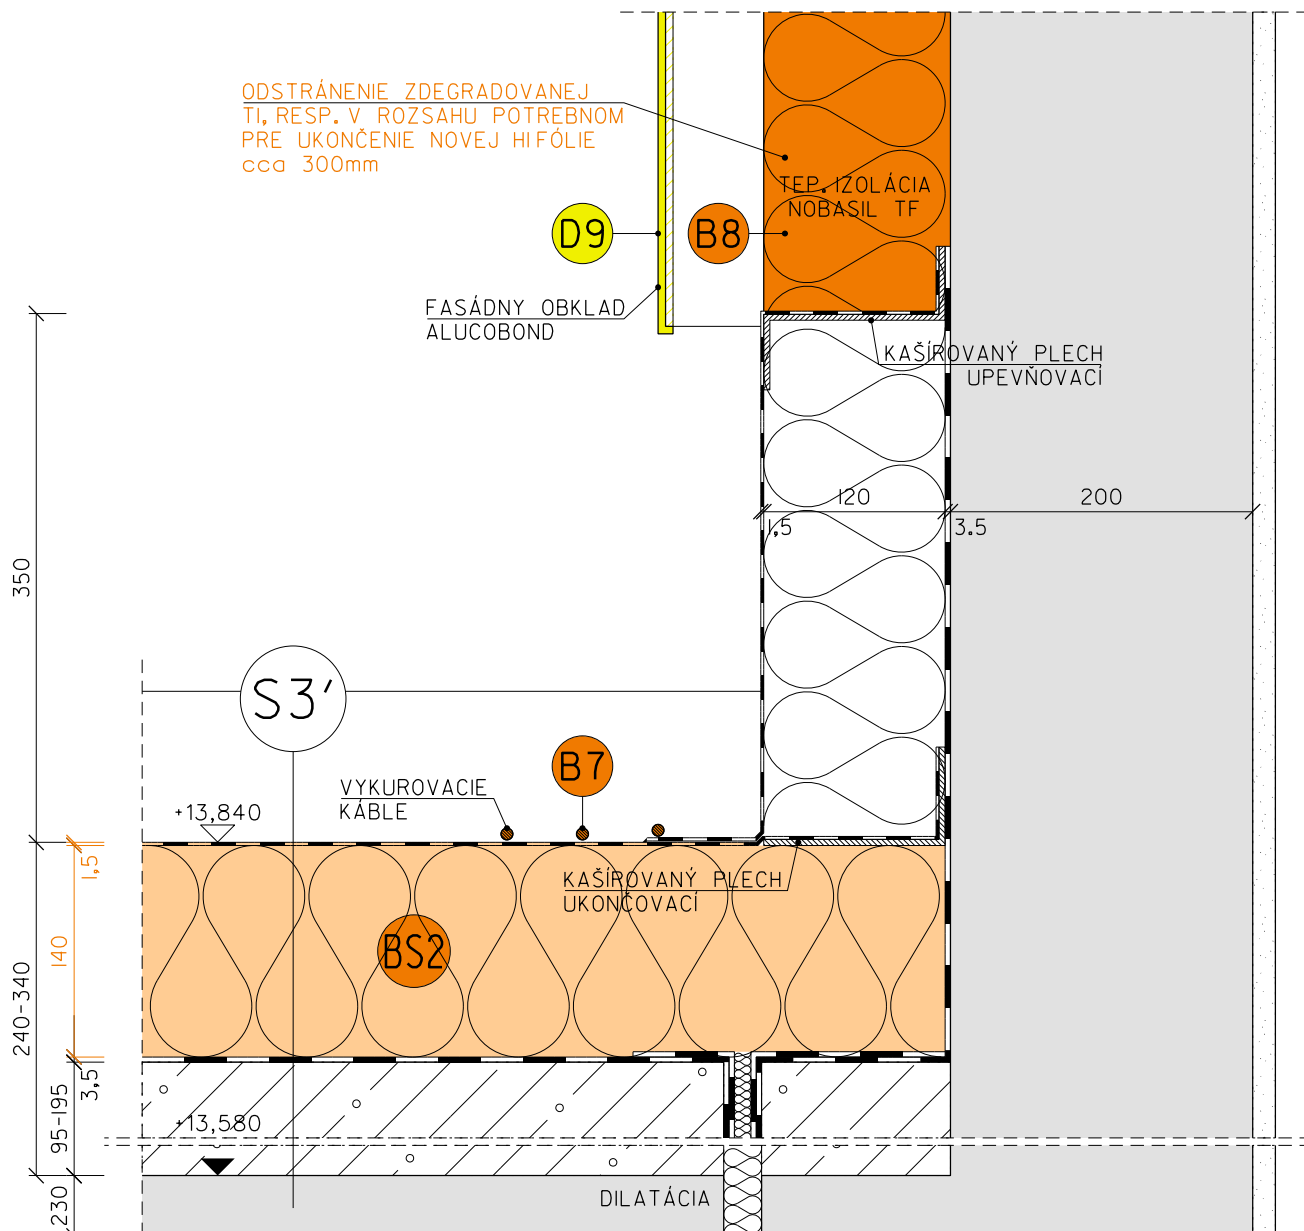 ODSTRÁNENIE ZDEGRADOVANEJ
TI, RESP. V ROZSAHU POTREBNOM
PRE UKONČENIE NOVEJ HI FÓLIE
cca 300mm
TEP. IZOLÁCIA
NOBASIL TF
D9
B8
FASÁDNY OBKLAD
ALUCOBOND
KAŠÍROVANÝ PLECH
UPEVŇOVACÍ
120
200
1,5
3.5
350
S3'
B7
VYKUROVACIE
KÁBLE
+13,840
1,5
KAŠÍROVANÝ PLECH
UKONČOVACÍ
BS2
140
240-340
3,5
95-195
+13,580
DILATÁCIA
230